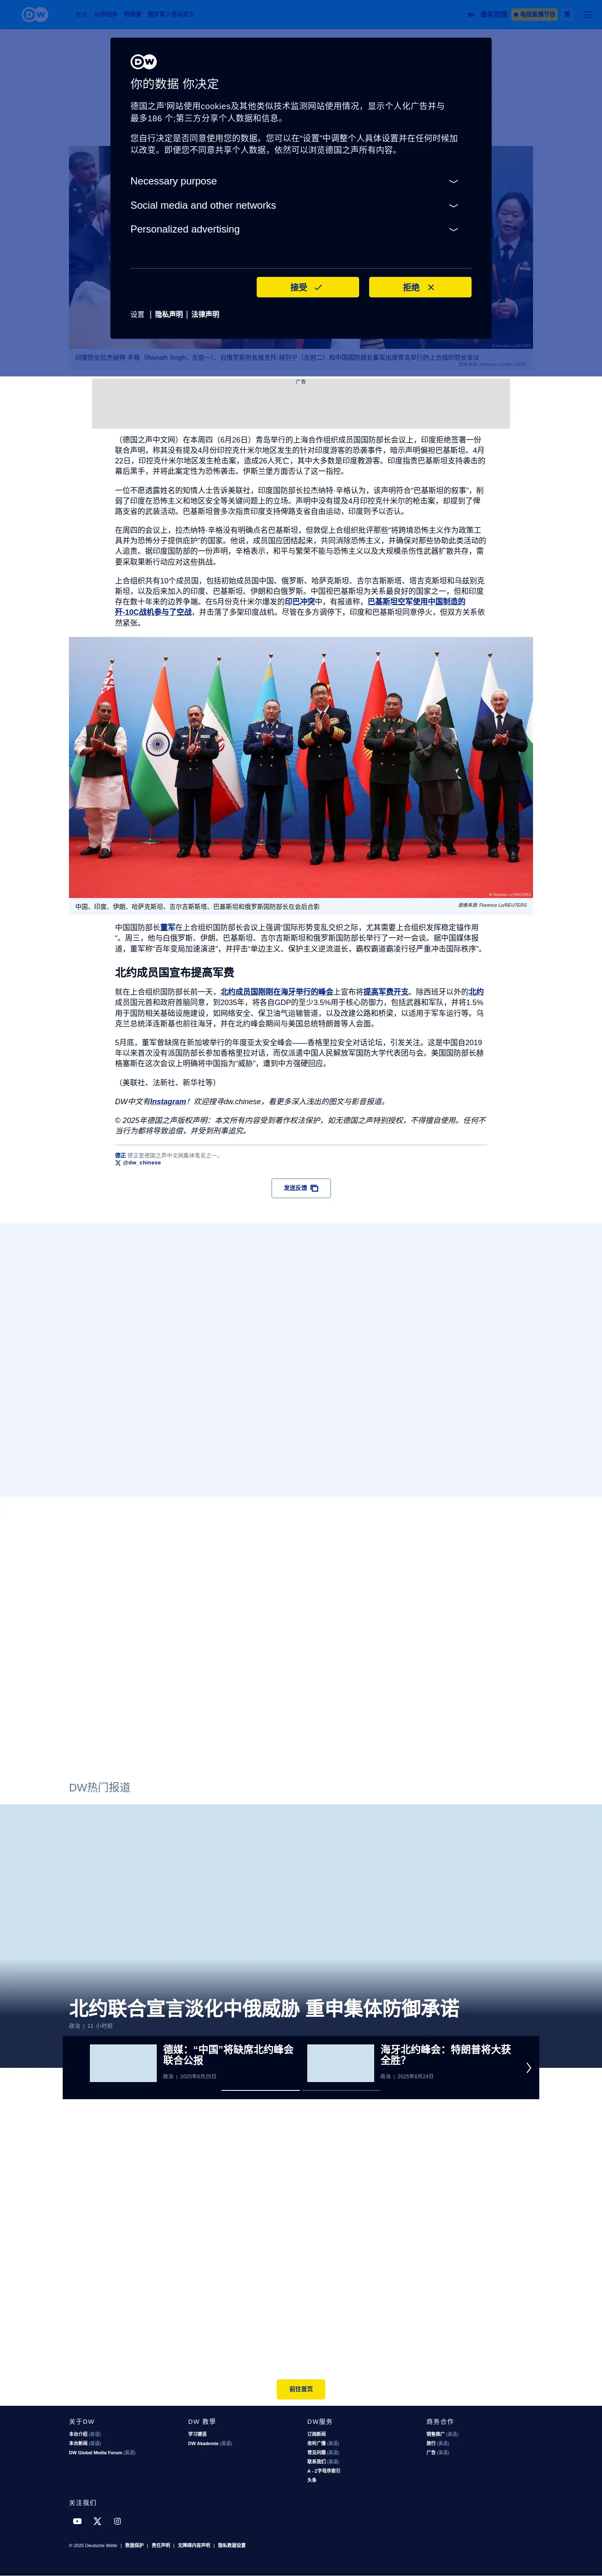 最新视频
电视直播节目
繁
DW
你的数据 你决定
德国之声‘网站使用cookies及其他类似技术监测网站使用情况，显示个人化广告并与
最多186 个;第三方分享个人数据和信息。
您自行决定是否同意使用您的数据。您可以在“设置”中调整个人具体设置并在任何时候加
以改变。即便您不同意共享个人数据，依然可以浏览德国之声所有内容。
Necessary purpose
Social media and other networks
Personalized advertising
接受
拒绝
设置 | 隐私声明 | 法律声明
印度防长拉杰纳特·辛格（Rajnath Singh，左前一）、白俄罗斯防长维克托·赫列宁（左前二）和中国国防部长董军出席青岛举行的上合组织防长会议
图像来源: Florence Lo/REUTERS
广告
（德国之声中文网）在本周四（6月26日）青岛举行的上海合作组织成员国国防部长会议上，印度拒绝签署一份
联合声明，称其没有提及4月份印控克什米尔地区发生的针对印度游客的恐袭事件，暗示声明偏袒巴基斯坦。4月
22日，印控克什米尔地区发生枪击案，造成26人死亡，其中大多数是印度教游客。印度指责巴基斯坦支持袭击的
幕后黑手，并将此案定性为恐怖袭击。伊斯兰堡方面否认了这一指控。
一位不愿透露姓名的知情人士告诉美联社，印度国防部长拉杰纳特·辛格认为，该声明符合“巴基斯坦的叙事”，削
弱了印度在恐怖主义和地区安全等关键问题上的立场。声明中没有提及4月印控克什米尔的枪击案，却提到了俾
路支省的武装活动。巴基斯坦曾多次指责印度支持俾路支省自由运动，印度则予以否认。
在周四的会议上，拉杰纳特·辛格没有明确点名巴基斯坦，但敦促上合组织批评那些“将跨境恐怖主义作为政策工
具并为恐怖分子提供庇护”的国家。他说，成员国应团结起来，共同消除恐怖主义，并确保对那些协助此类活动的
人追责。据印度国防部的一份声明，辛格表示，和平与繁荣不能与恐怖主义以及大规模杀伤性武器扩散共存，需
要采取果断行动应对这些挑战。
上合组织共有10个成员国，包括初始成员国中国、俄罗斯、哈萨克斯坦、吉尔吉斯斯塔、塔吉克斯坦和乌兹别克
斯坦，以及后来加入的印度、巴基斯坦、伊朗和白俄罗斯。中国视巴基斯坦为关系最良好的国家之一，但和印度
存在数十年来的边界争端。在5月份克什米尔爆发的印巴冲突中，有报道称，巴基斯坦空军使用中国制造的
歼-10C战机参与了空战，并击落了多架印度战机。尽管在多方调停下，印度和巴基斯坦同意停火，但双方关系依
然紧张。
© Florence Lo/REUTERS
中国、印度、伊朗、哈萨克斯坦、吉尔吉斯斯塔、巴基斯坦和俄罗斯国防部长在会后合影
图像来源: Florence Lo/REUTERS
中国国防部长董军在上合组织国防部长会议上强调“国际形势变乱交织之际，尤其需要上合组织发挥稳定锚作用
“。周三，他与白俄罗斯、伊朗、巴基斯坦、吉尔吉斯斯坦和俄罗斯国防部长举行了一对一会谈。据中国媒体报
道，董军称“百年变局加速演进”，并抨击“单边主义、保护主义逆流滋长，霸权霸道霸凌行径严重冲击国际秩序”。
北约成员国宣布提高军费
就在上合组织国防部长前一天，北约成员国刚刚在海牙举行的峰会上宣布将提高军费开支。除西班牙以外的北约
成员国元首和政府首脑同意，到2035年，将各自GDP的至少3.5%用于核心防御力，包括武器和军队，并将1.5%
用于国防相关基础设施建设，如网络安全、保卫油气运输管道，以及改建公路和桥梁，以适用于军车运行等。乌
克兰总统泽连斯基也前往海牙，并在北约峰会期间与美国总统特朗普等人会面。
5月底，董军曾缺席在新加坡举行的年度亚太安全峰会——香格里拉安全对话论坛，引发关注。这是中国自2019
年以来首次没有派国防部长参加香格里拉对话，而仅派遣中国人民解放军国防大学代表团与会。美国国防部长赫
格塞斯在这次会议上明确将中国指为“威胁”，遭到中方强硬回应。
（美联社、法新社、新华社等）
DW中文有Instagram！欢迎搜寻dw.chinese，看更多深入浅出的图文与影音报道。
© 2025年德国之声版权声明：本文所有内容受到著作权法保护，如无德国之声特别授权，不得擅自使用。任何不
当行为都将导致追偿，并受到刑事追究。
德正 德正是德国之声中文网集体笔名之一。
@dw_chinese
发送反馈
DW热门报道
北约联合宣言淡化中俄威胁 重申集体防御承诺
政治 | 11 小时前
德媒：“中国”将缺席北约峰会
联合公报
政治 | 2025年6月25日
海牙北约峰会：特朗普将大获
全胜？
政治 | 2025年6月24日
前往首页
关于DW
本台介绍 (英语)
本台新闻 (英语)
DW Global Media Forum (英语)
DW 教學
学习德语
DW Akademie (英语)
DW服务
订阅新闻
收听广播 (英语)
常见问题 (英语)
联系我们 (英语)
A - Z字母序索引
头条
商务合作
销售推广 (英语)
旅行 (英语)
广告 (英语)
关注我们
© 2025 Deutsche Welle | 数据保护 | 责任声明 | 无障碍内容声明 | 隐私数据设置